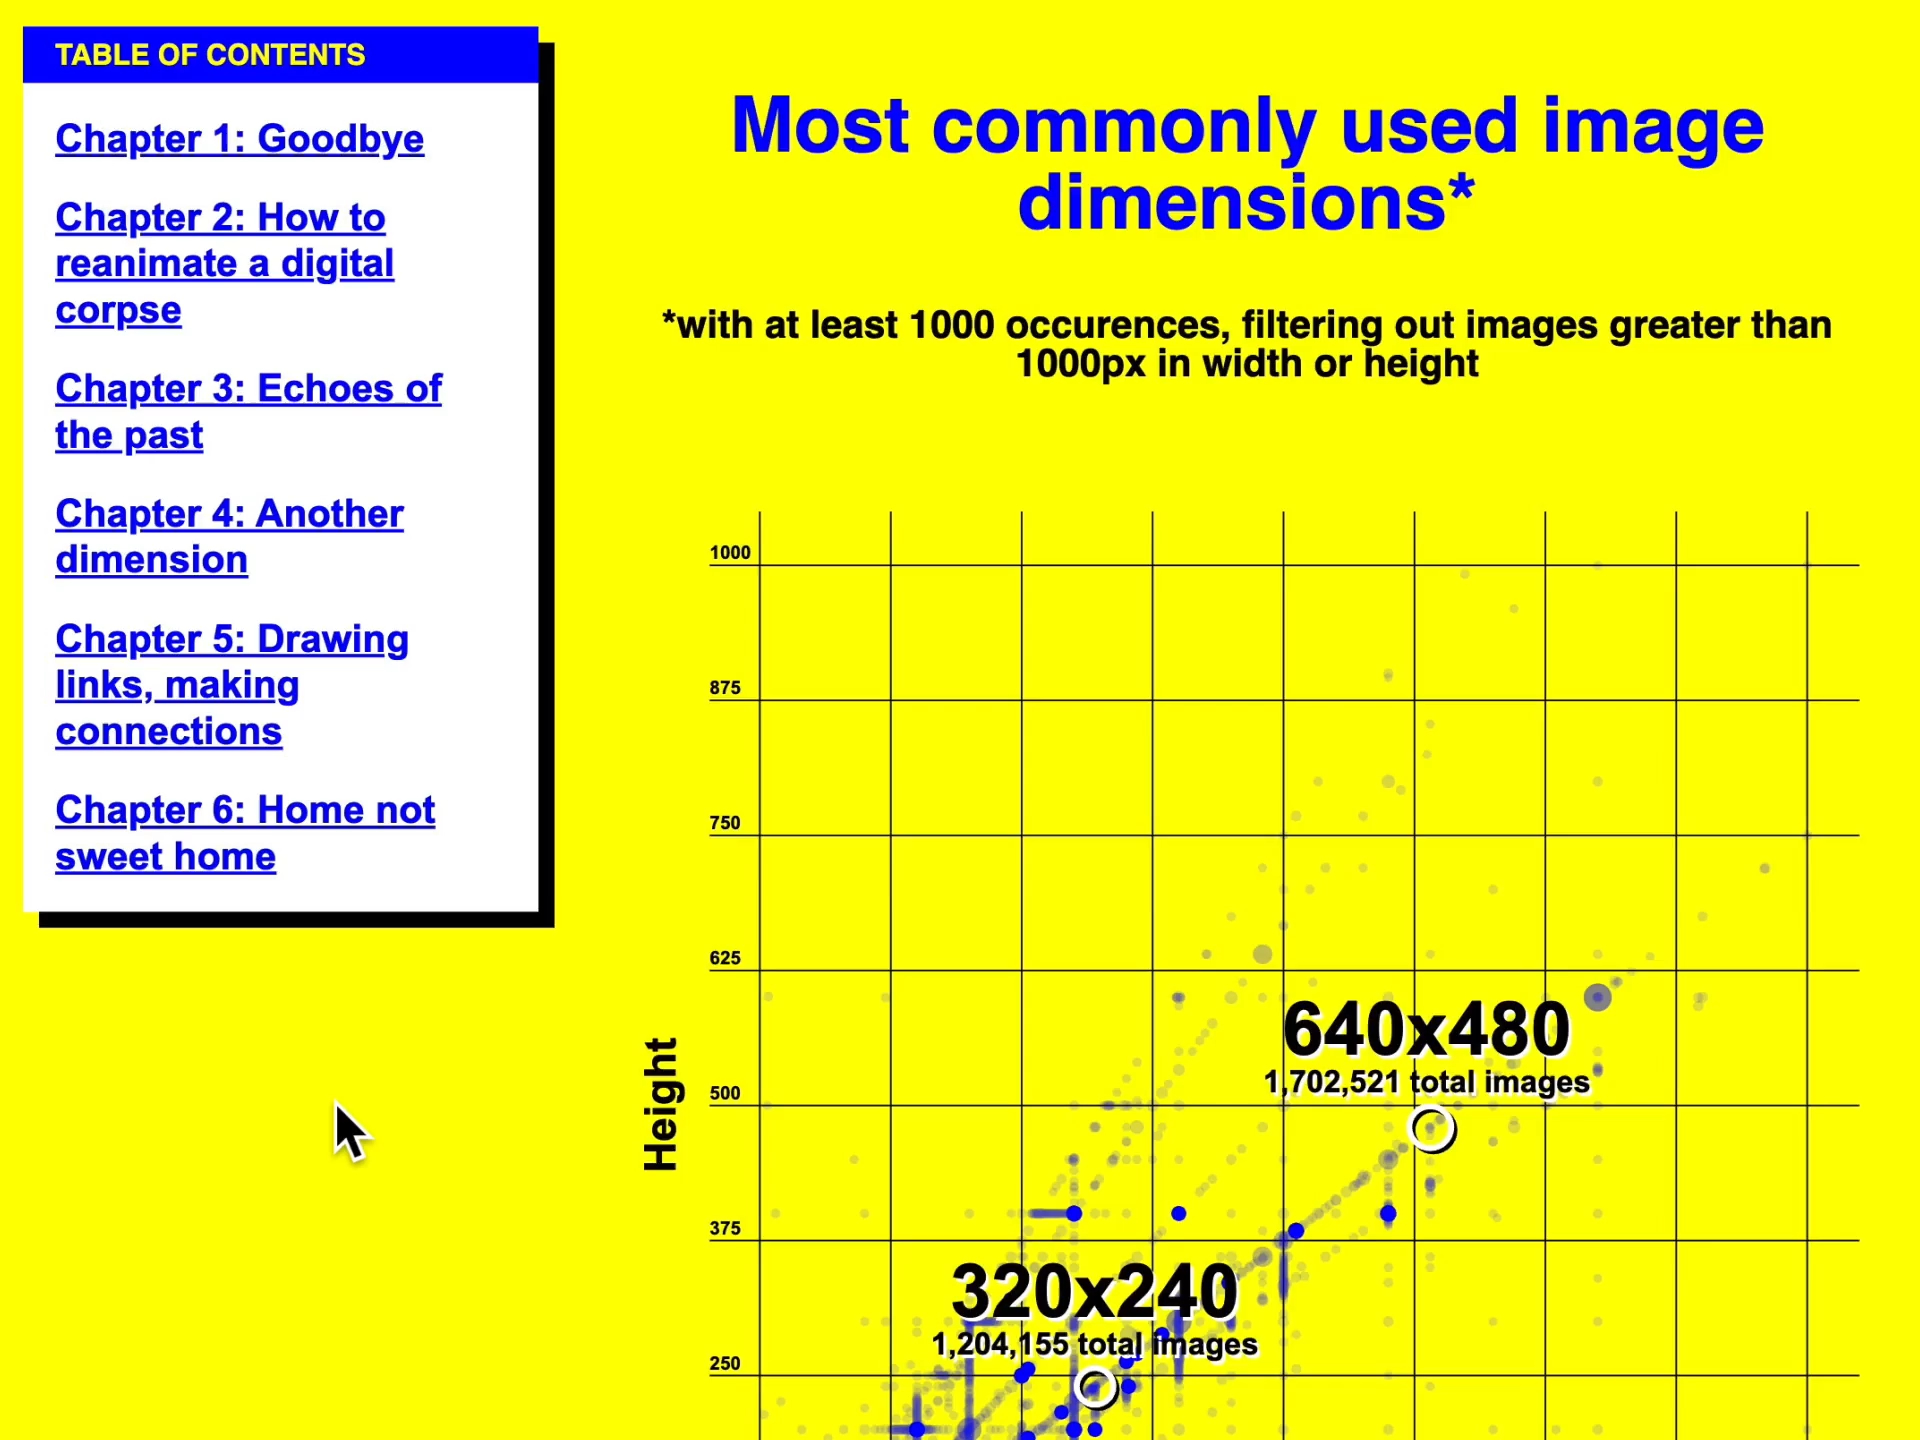 TABLE OF CONTENTS
Chapter 1: Goodbye
Chapter 2: How to
reanimate a digital
corpse
Chapter 3: Echoes of
the past
Chapter 4: Another
dimension
Chapter 5: Drawing
links, making
connections
Chapter 6: Home not
sweet home
Most commonly used image
dimensions*
*with at least 1000 occurences, filtering out images greater than
1000px in width or height
1000
875
750
625
640x480
1,702,521 total images
500
Height
375
320x240
1,204,155 total images
250